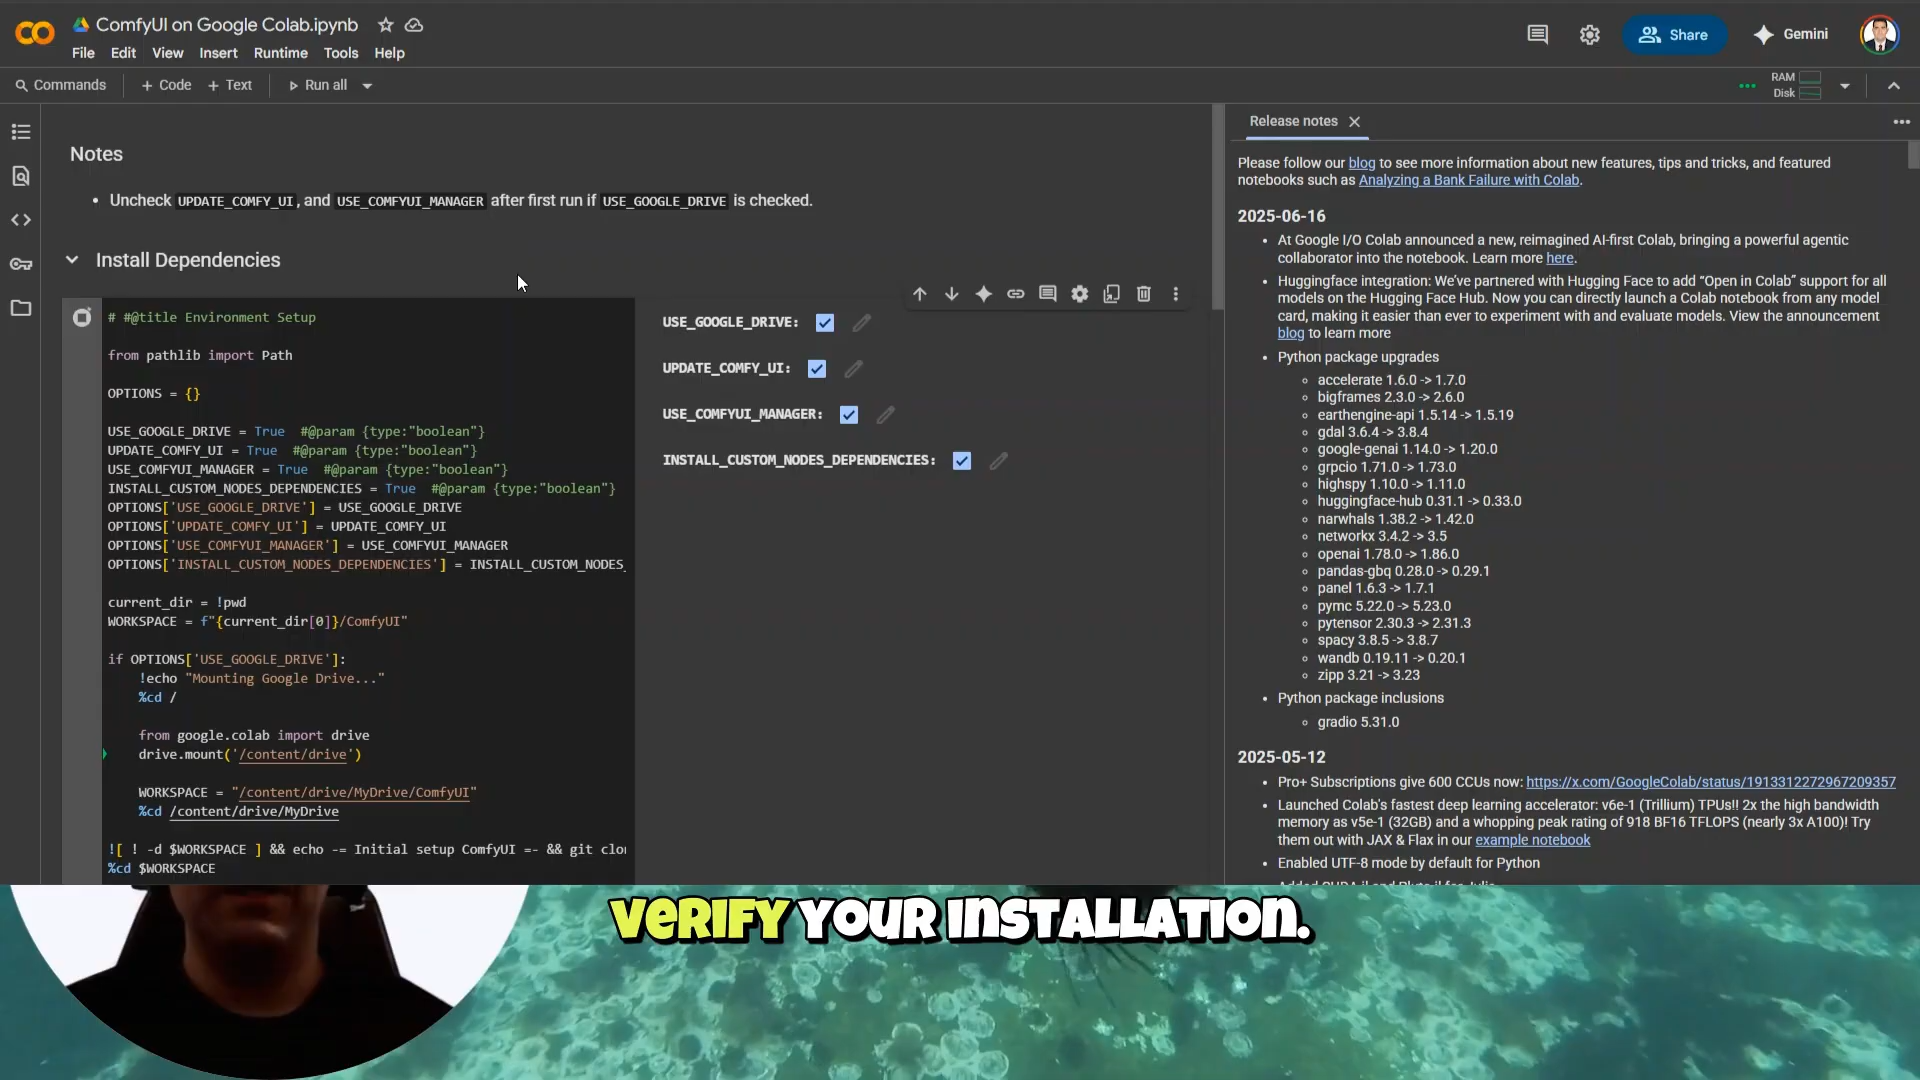 ComfyUI on Google Colab.ipynb
File Edit View Insert Runtime Tools Help
Share
Gemini
Commands + Code + Text Run all
RAM
Disk
Notes
• Uncheck UPDATE_COMFY_UI, and USE_COMFYUI_MANAGER after first run if USE_GOOGLE_DRIVE is checked.
Install Dependencies
# #@title Environment Setup
from pathlib import Path
OPTIONS = {}
USE_GOOGLE_DRIVE = True #@param {type:"boolean"}
UPDATE_COMFY_UI = True #@param {type:"boolean"}
USE_COMFYUI_MANAGER = True #@param {type:"boolean"}
INSTALL_CUSTOM_NODES_DEPENDENCIES = True #@param {type:"boolean"}
OPTIONS['USE_GOOGLE_DRIVE'] = USE_GOOGLE_DRIVE
OPTIONS['UPDATE_COMFY_UI'] = UPDATE_COMFY_UI
OPTIONS['USE_COMFYUI_MANAGER'] = USE_COMFYUI_MANAGER
OPTIONS['INSTALL_CUSTOM_NODES_DEPENDENCIES'] = INSTALL_CUSTOM_NODES_
current_dir = !pwd
WORKSPACE = f"{current_dir[0]}/ComfyUI"
if OPTIONS['USE_GOOGLE_DRIVE']:
!echo "Mounting Google Drive..."
%cd /
from google.colab import drive
drive.mount('/content/drive')
WORKSPACE = "/content/drive/MyDrive/ComfyUI"
%cd /content/drive/MyDrive
![ ! -d $WORKSPACE ] && echo -= Initial setup ComfyUI =- && git clo
%cd $WORKSPACE
USE_GOOGLE_DRIVE:
UPDATE_COMFY_UI:
USE_COMFYUI_MANAGER:
INSTALL_CUSTOM_NODES_DEPENDENCIES:
Release notes
Please follow our blog to see more information about new features, tips and tricks, and featured
notebooks such as Analyzing a Bank Failure with Colab.
2025-06-16
• At Google I/O Colab announced a new, reimagined AI-first Colab, bringing a powerful agentic
collaborator into the notebook. Learn more here.
• Huggingface integration: We've partnered with Hugging Face to add “Open in Colab” support for all
models on the Hugging Face Hub. Now you can directly launch a Colab notebook from any model
card, making it easier than ever to experiment with and evaluate models. View the announcement
blog to learn more
• Python package upgrades
◦ accelerate 1.6.0 -> 1.7.0
◦ bigframes 2.3.0 -> 2.6.0
◦ earthengine-api 1.5.14 -> 1.5.19
◦ gdal 3.6.4 -> 3.8.4
◦ google-genai 1.14.0 -> 1.20.0
◦ grpcio 1.71.0 -> 1.73.0
◦ highspy 1.10.0 -> 1.11.0
◦ huggingface-hub 0.31.1 -> 0.33.0
◦ narwhals 1.38.2 -> 1.42.0
◦ networkx 3.4.2 -> 3.5
◦ openai 1.78.0 -> 1.86.0
◦ pandas-gbq 0.28.0 -> 0.29.1
◦ panel 1.6.3 -> 1.7.1
◦ pymc 5.22.0 -> 5.23.0
◦ pytensor 2.30.3 -> 2.31.3
◦ spacy 3.8.5 -> 3.8.7
◦ wandb 0.19.11 -> 0.20.1
◦ zipp 3.21 -> 3.23
• Python package inclusions
◦ gradio 5.31.0
2025-05-12
• Pro+ Subscriptions give 600 CCUs now: https://x.com/GoogleColab/status/1913312272967209357
• Launched Colab's fastest deep learning accelerator: v6e-1 (Trillium) TPUs!! 2x the high bandwidth
memory as v5e-1 (32GB) and a whopping peak rating of 918 BF16 TFLOPS (nearly 3x A100)! Try
them out with JAX & Flax in our example notebook
• Enabled UTF-8 mode by default for Python
VERIFY YOUR INSTALLATION.